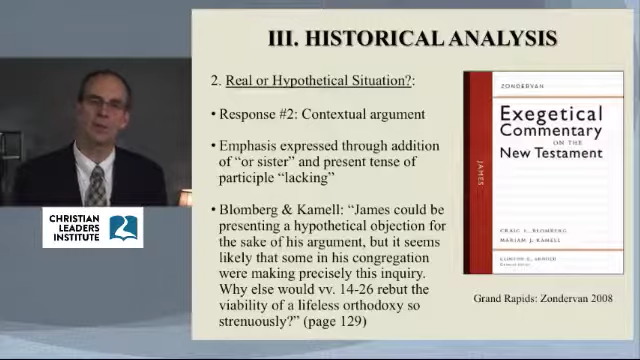 III. HISTORICAL ANALYSIS
2. Real or Hypothetical Situation?:
• Response #2: Contextual argument
• Emphasis expressed through addition
of “or sister” and present tense of
participle “lacking”
• Blomberg & Kamell: “James could be
presenting a hypothetical objection for
the sake of his argument, but it seems
likely that some in his congregation
were making precisely this inquiry.
Why else would vv. 14-26 rebut the
viability of a lifeless orthodoxy so
strenuously?” (page 129)
ZONDERVAN
Exegetical
Commentary
ON THE
New Testament
JAMES
CRAIG L. BLOMBERG
MARIAM J. KAMELL
CLINTON E. ARNOLD
Grand Rapids: Zondervan 2008
CHRISTIAN
LEADERS
INSTITUTE